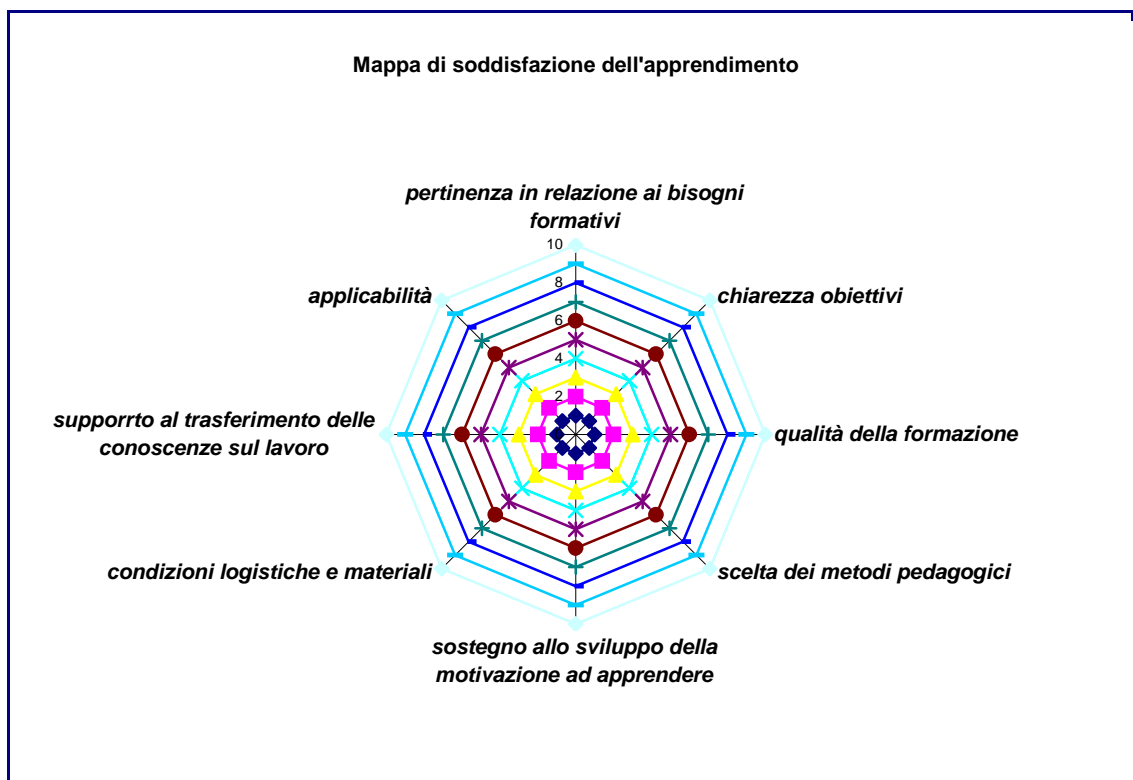 Mappa di soddisfazione dell'apprendimento
pertinenza in relazione ai bisogni
formativi
10
8
6
4
2
applicabilità
chiarezza obiettivi
supporrto al trasferimento delle
conoscenze sul lavoro
qualità della formazione
condizioni logistiche e materiali
scelta dei metodi pedagogici
sostegno allo sviluppo della
motivazione ad apprendere